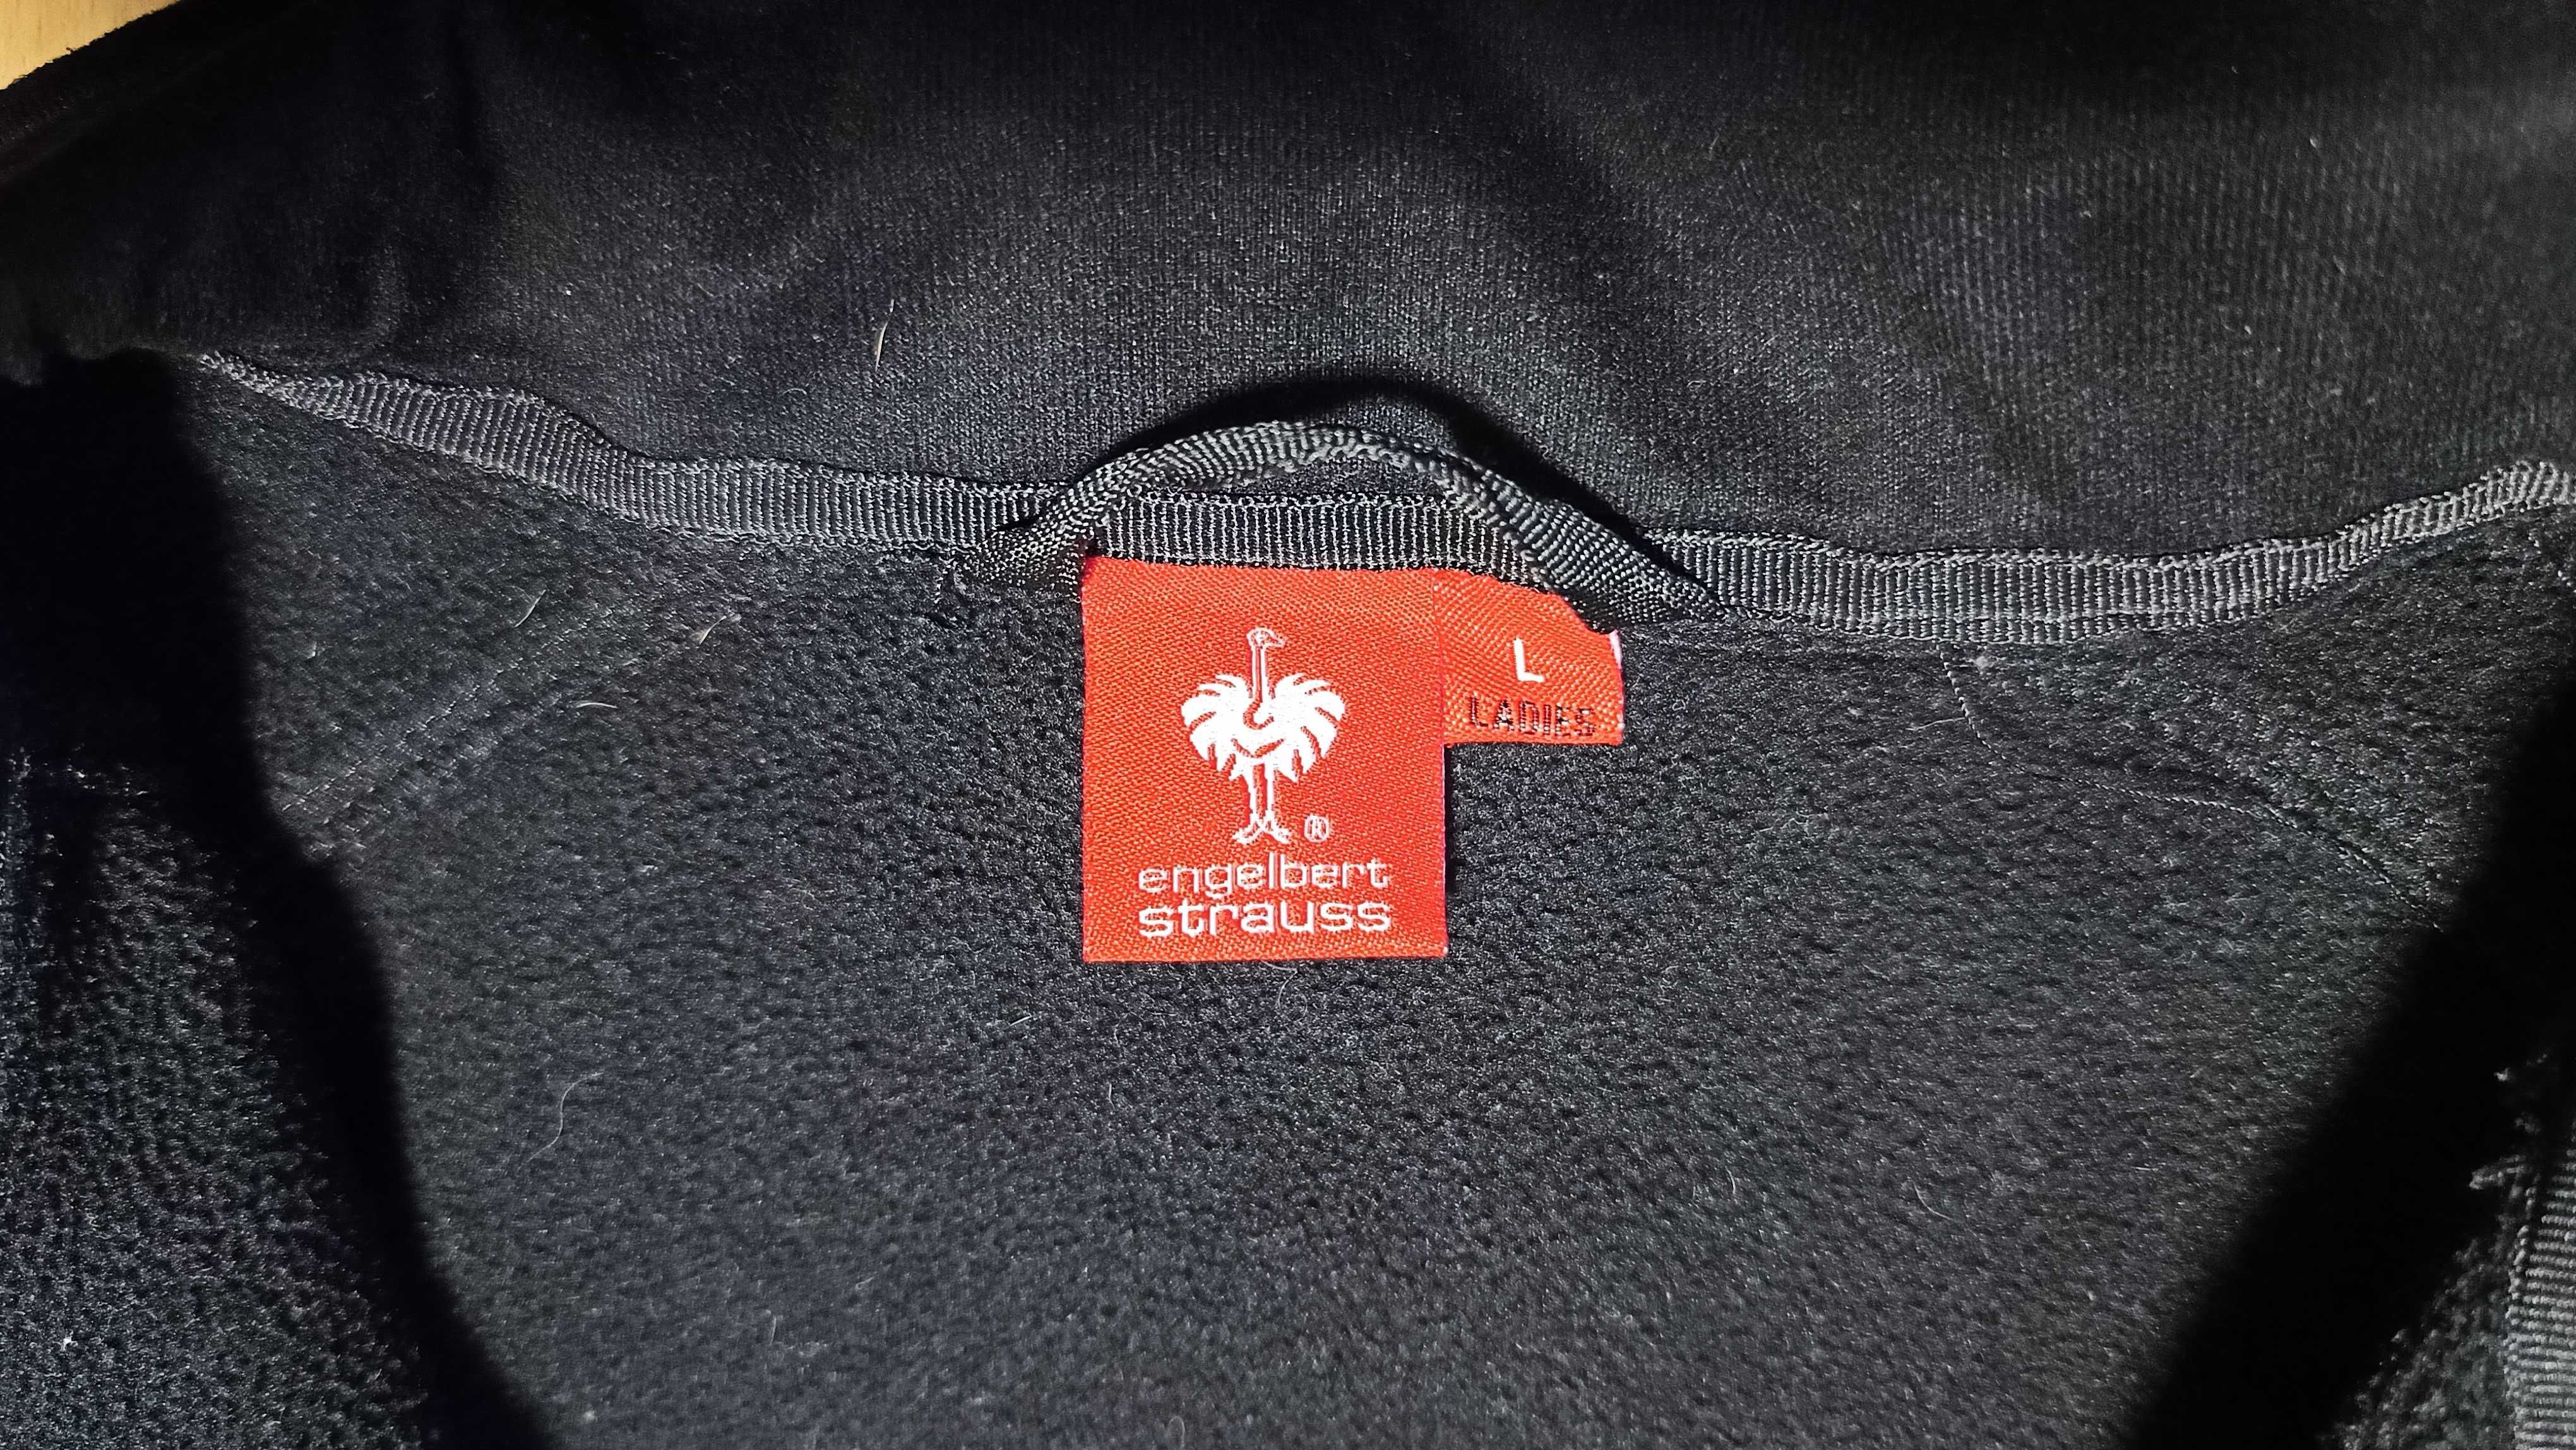 L
LADIES
®
engelbert
strauss